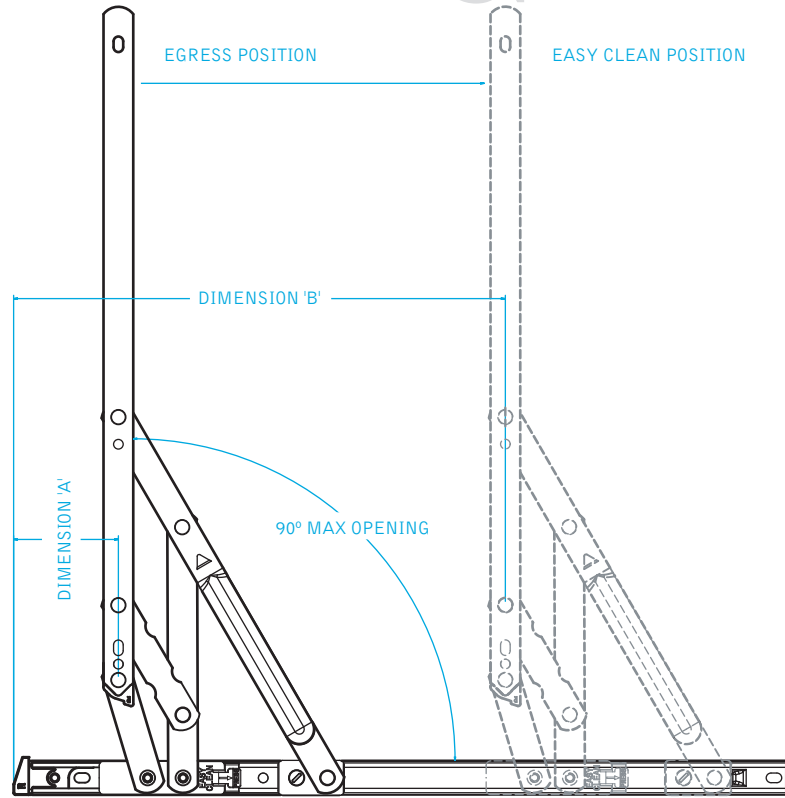 EGRESS POSITION
EASY CLEAN POSITION
DIMENSION 'B'
DIMENSION 'A'
90º MAX OPENING